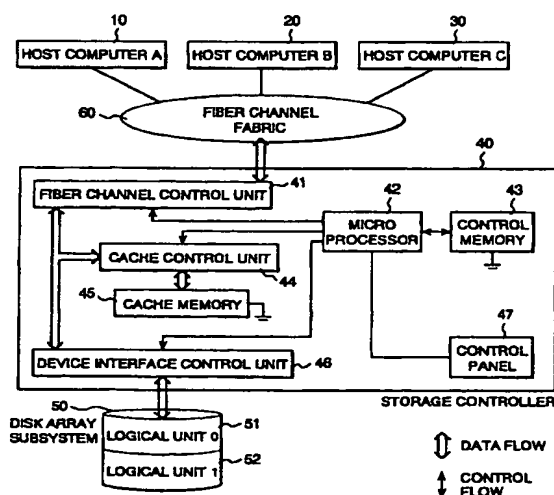 10
20
30
HOST COMPUTER A
HOST COMPUTER B
HOST COMPUTER C
60
FIBER CHANNEL
FABRIC
40
FIBER CHANNEL CONTROL UNIT
41
42
43
MICRO
PROCESSOR
CONTROL
MEMORY
CACHE CONTROL UNIT
44
45
CACHE MEMORY
47
CONTROL
PANEL
DEVICE INTERFACE CONTROL UNIT
46
STORAGE CONTROLLER
50
DISK ARRAY
SUBSYSTEM
51
LOGICAL UNIT 0
52
LOGICAL UNIT 1
DATA FLOW
CONTROL
FLOW